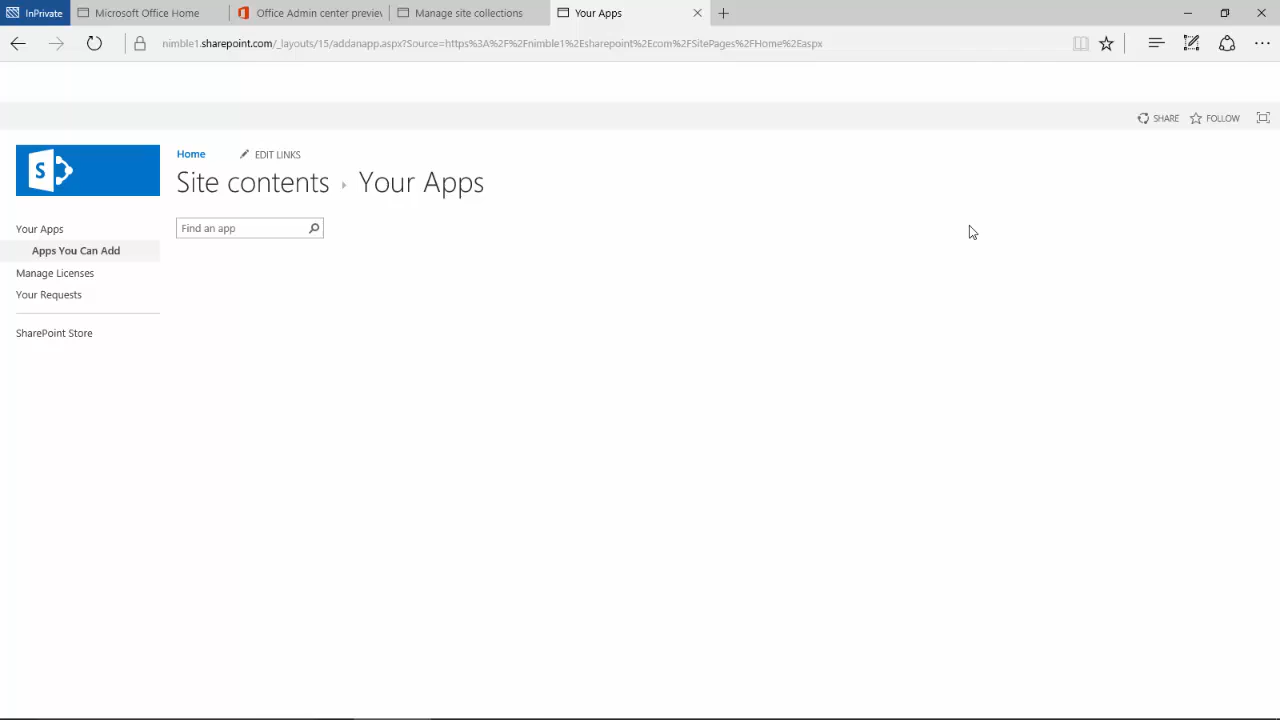 InPrivate
Microsoft Office Home
Office Admin center previev
Manage site collections
Your Apps
nimble1.sharepoint.com/_layouts/15/addanapp.aspx?Source=https%3A%2F%2Fnimble1%2Esharepoint%2Ecom%2FSitePages%2FHome%2Easpx
SHARE
FOLLOW
S
Home
EDIT LINKS
Site contents
Your Apps
Find an app
Your Apps
Apps You Can Add
Manage Licenses
Your Requests
SharePoint Store